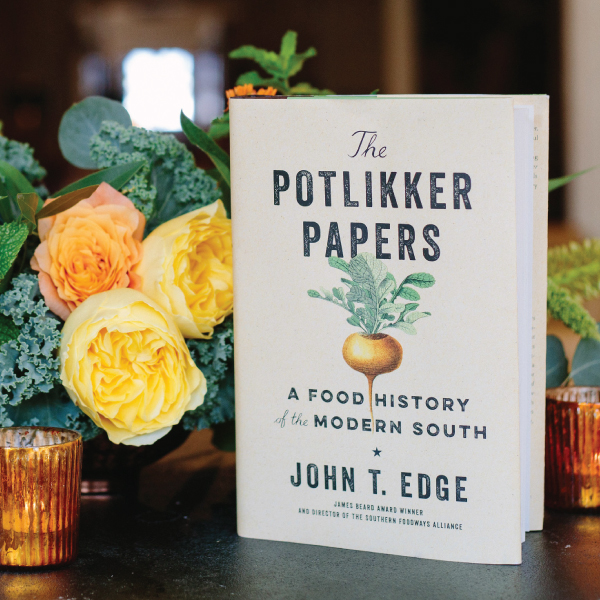 The
POTLIKKER
PAPERS
A FOOD HISTORY
of the MODERN SOUTH
JOHN T. EDGE
JAMES BEARD AWARD WINNER
AND DIRECTOR OF THE SOUTHERN FOODWAYS ALLIANCE